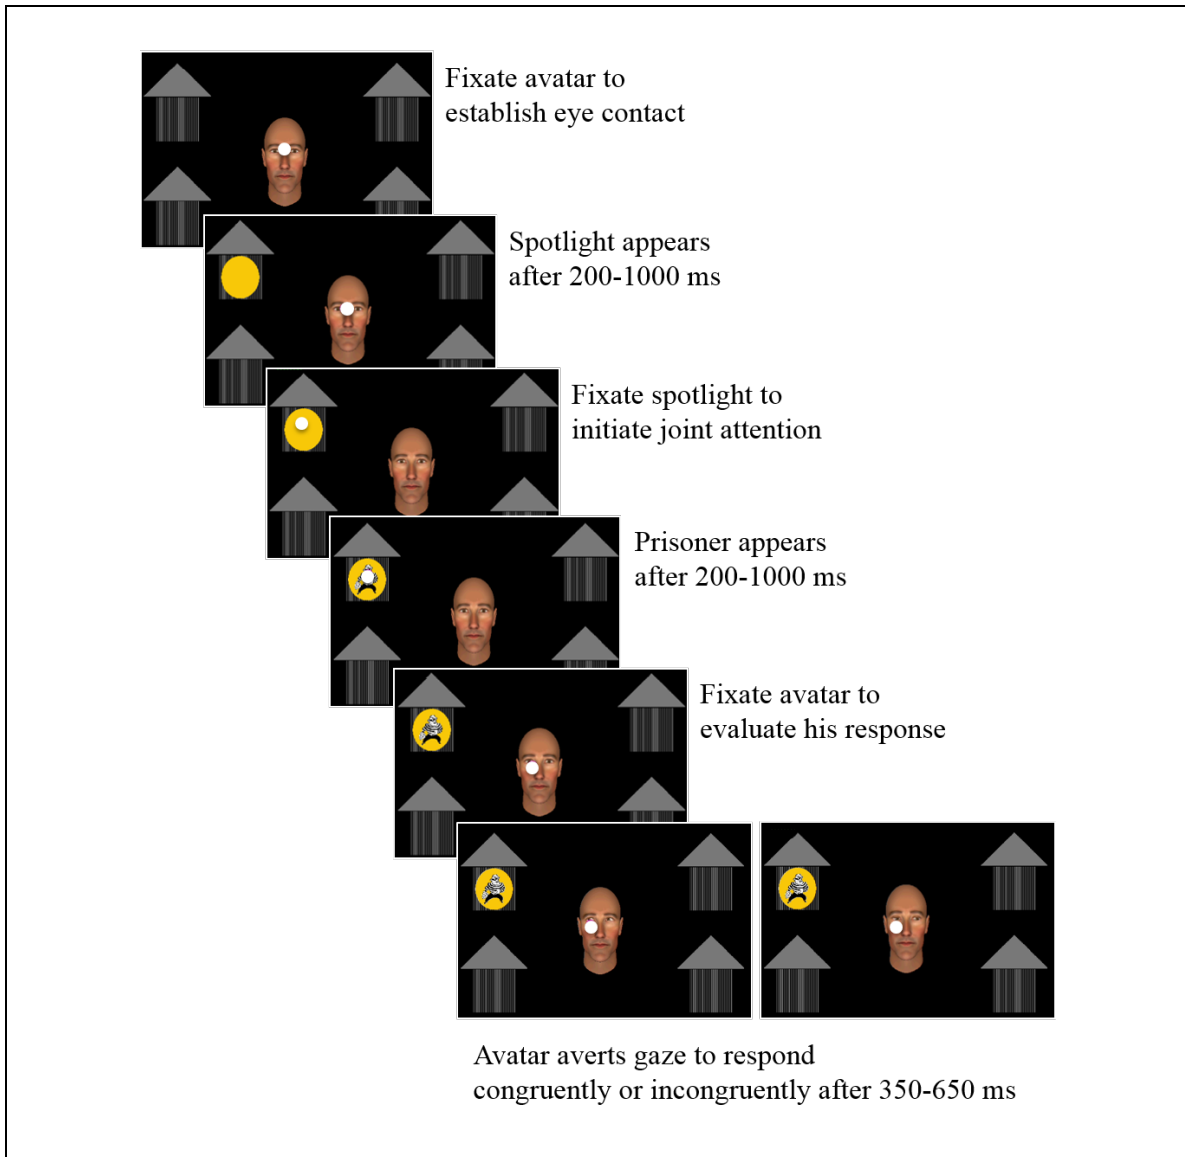 Fixate avatar to
establish eye contact
Spotlight appears
after 200-1000 ms
Fixate spotlight to
initiate joint attention
Prisoner appears
after 200-1000 ms
Fixate avatar to
evaluate his response
Avatar averts gaze to respond
congruently or incongruently after 350-650 ms